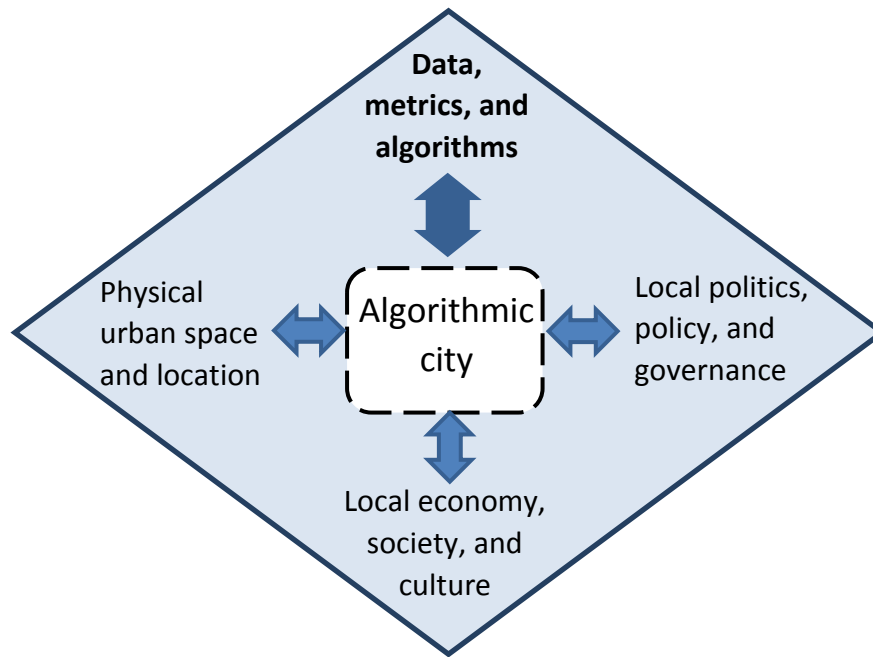 Data,
metrics, and
algorithms
Physical
urban space
and location
Algorithmic
city
Local politics,
policy, and
governance
Local economy,
society, and
culture